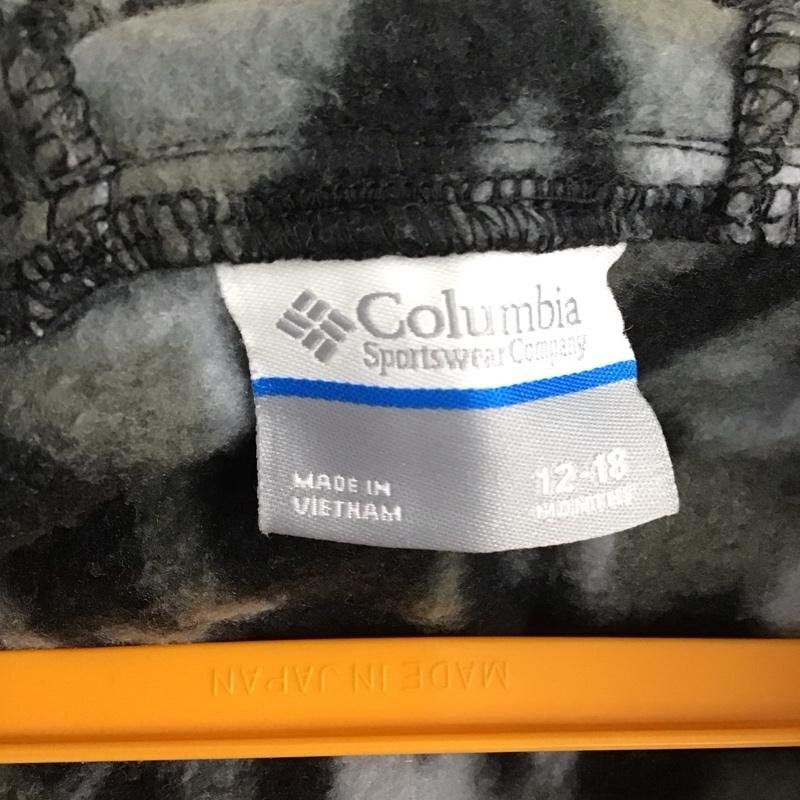 Columbia
Sportswear Company
MADE IN
VIETNAM
12-18
MONTHS
MADE IN JAPAN